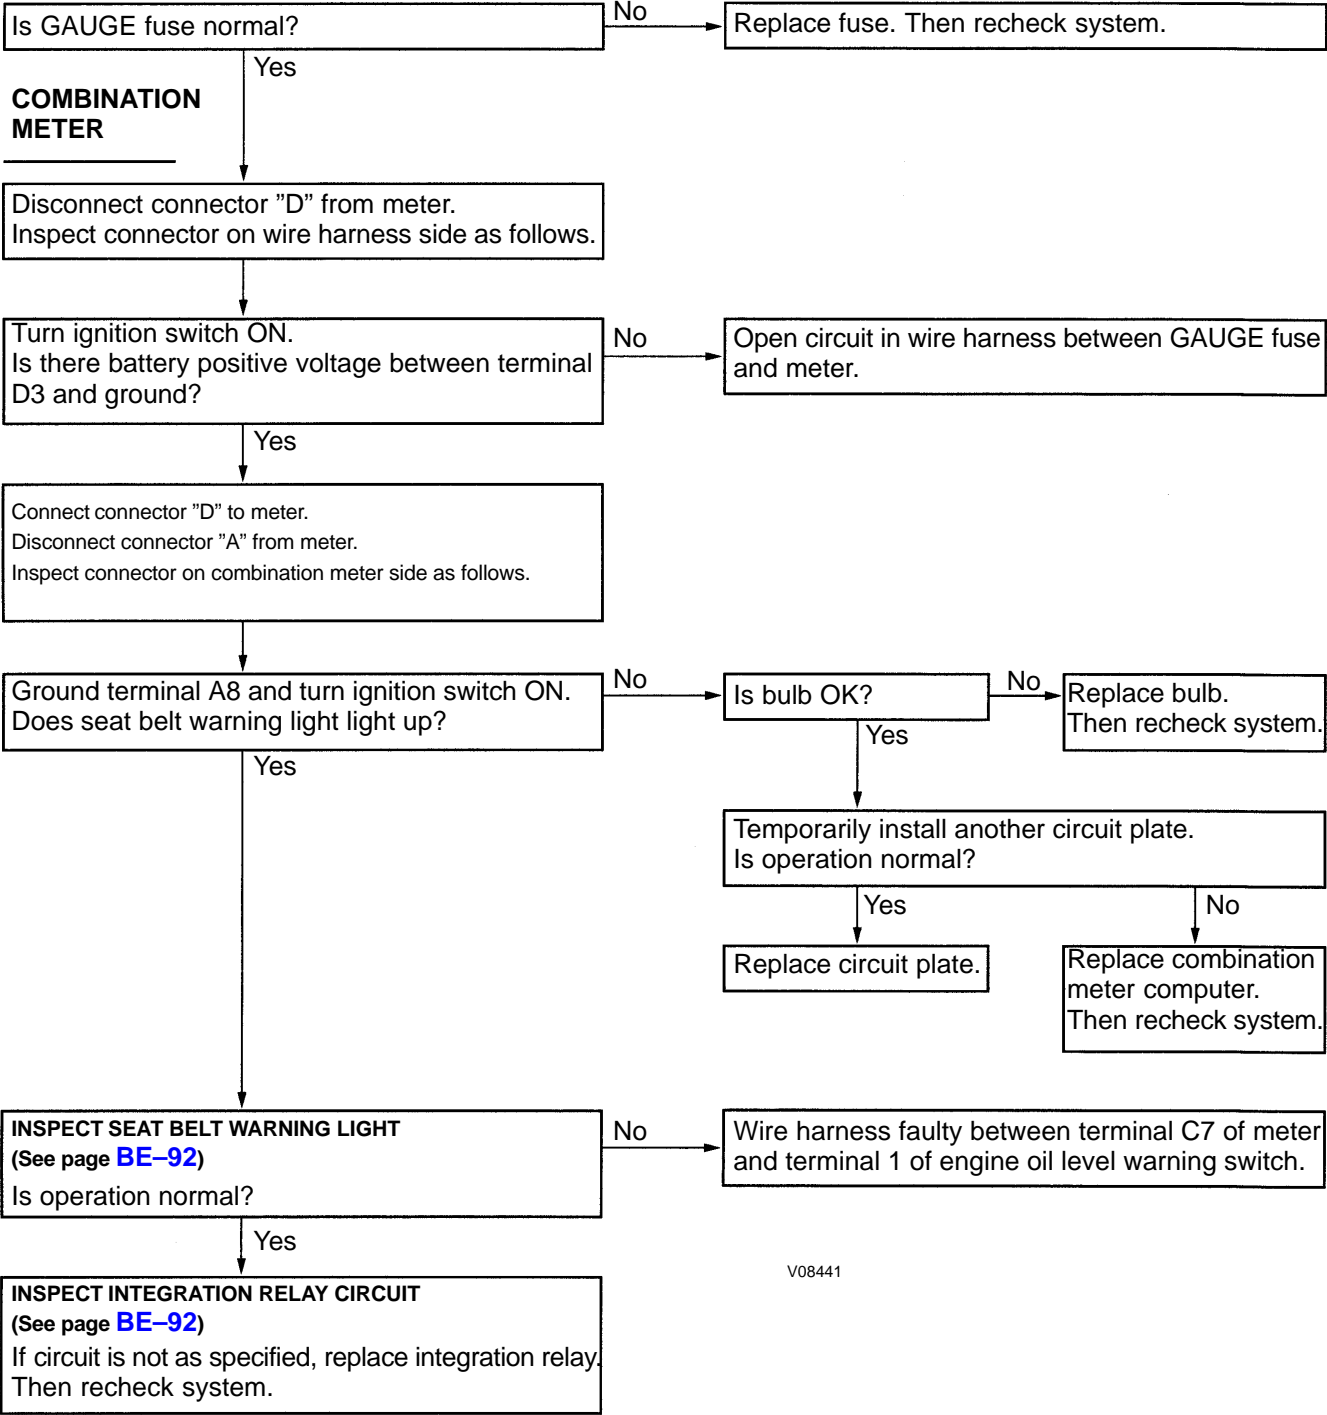 Is GAUGE fuse normal?
No
Replace fuse. Then recheck system.
Yes
COMBINATION
METER
Disconnect connector ”D” from meter.
Inspect connector on wire harness side as follows.
Turn ignition switch ON.
Is there battery positive voltage between terminal
D3 and ground?
No
Open circuit in wire harness between GAUGE fuse
and meter.
Yes
Connect connector ”D” to meter.
Disconnect connector ”A” from meter.
Inspect connector on combination meter side as follows.
Ground terminal A8 and turn ignition switch ON.
Does seat belt warning light light up?
No
Is bulb OK?
No
Replace bulb.
Then recheck system.
Yes
Yes
Temporarily install another circuit plate.
Is operation normal?
Yes
No
Replace circuit plate.
Replace combination
meter computer.
Then recheck system.
INSPECT SEAT BELT WARNING LIGHT
(See page BE–92)
Is operation normal?
No
Wire harness faulty between terminal C7 of meter
and terminal 1 of engine oil level warning switch.
Yes
INSPECT INTEGRATION RELAY CIRCUIT
(See page BE–92)
If circuit is not as specified, replace integration relay.
Then recheck system.
V08441